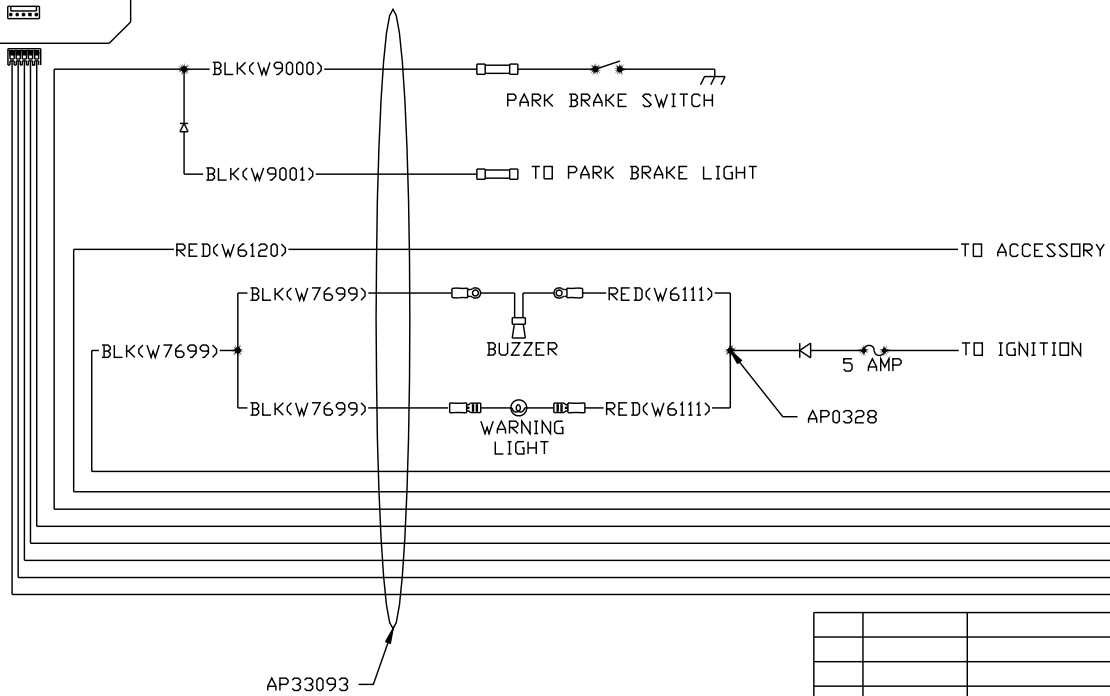 BLK(W9000)
PARK BRAKE SWITCH
BLK(W9001)
TO PARK BRAKE LIGHT
RED(W6120)
TO ACCESSORY
BLK(W7699)
RED(W6111)
BUZZER
BLK(W7699)
TO IGNITION
5 AMP
BLK(W7699)
RED(W6111)
AP0328
WARNING
LIGHT
AP33093